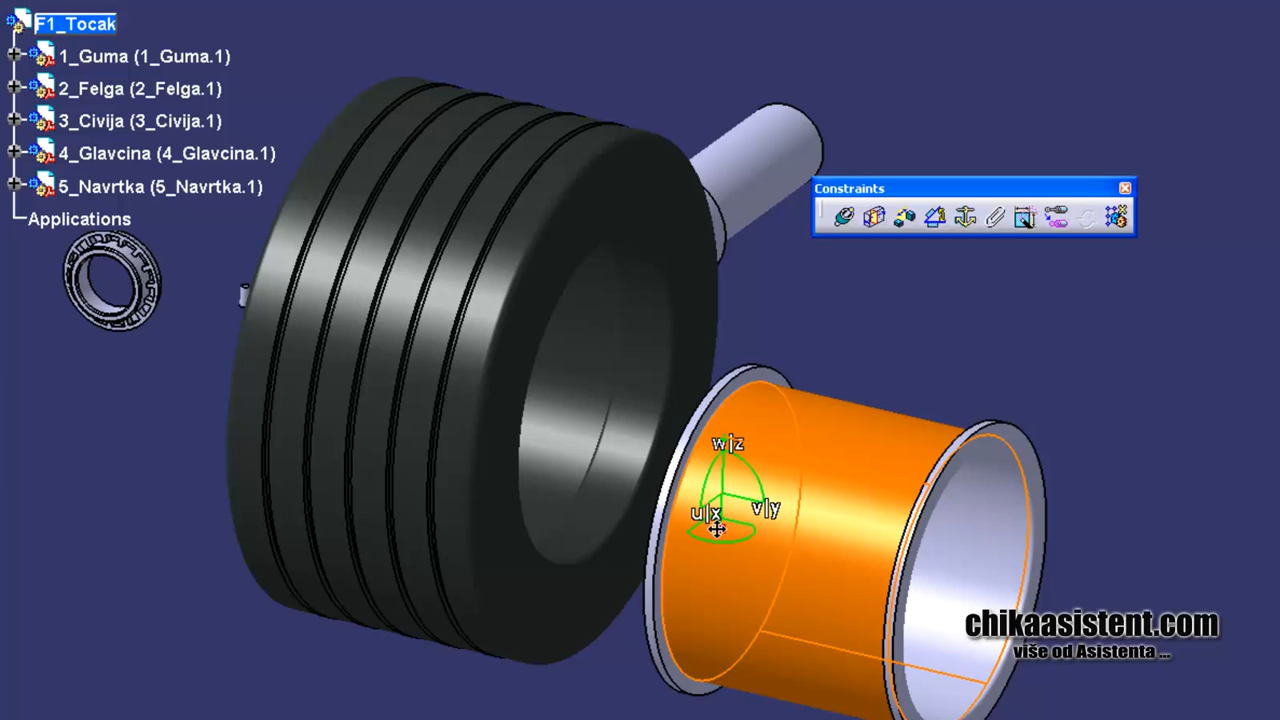 F1_Tocak
1_Guma (1_Guma.1)
2_Felga (2_Felga.1)
3_Civija (3_Civija.1)
4_Glavcina (4_Glavcina.1)
5_Navrtka (5_Navrtka.1)
Applications
Constraints
w|z
v|y
u|x
chikaasistent.com
više od Asistenta ...